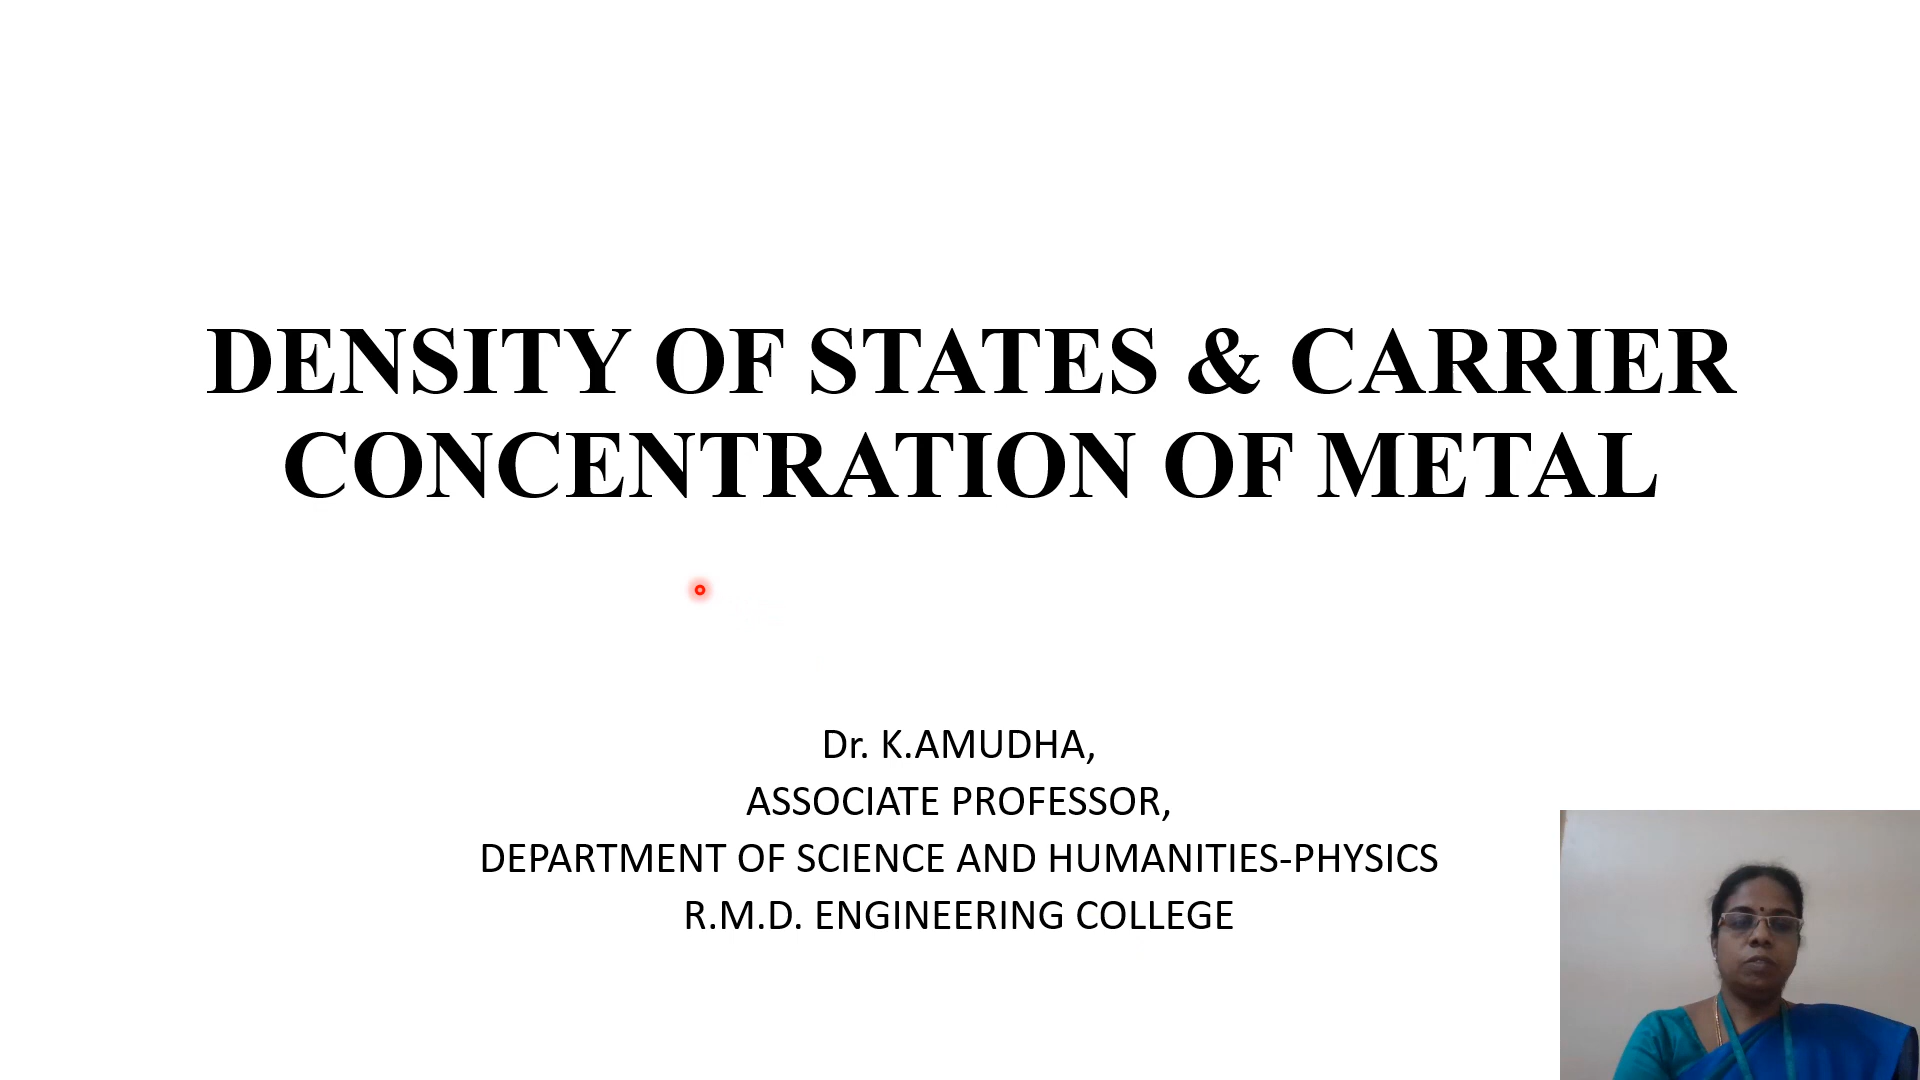 DENSITY OF STATES & CARRIER
CONCENTRATION OF METAL
Dr. K.AMUDHA,
ASSOCIATE PROFESSOR,
DEPARTMENT OF SCIENCE AND HUMANITIES-PHYSICS
R.M.D. ENGINEERING COLLEGE